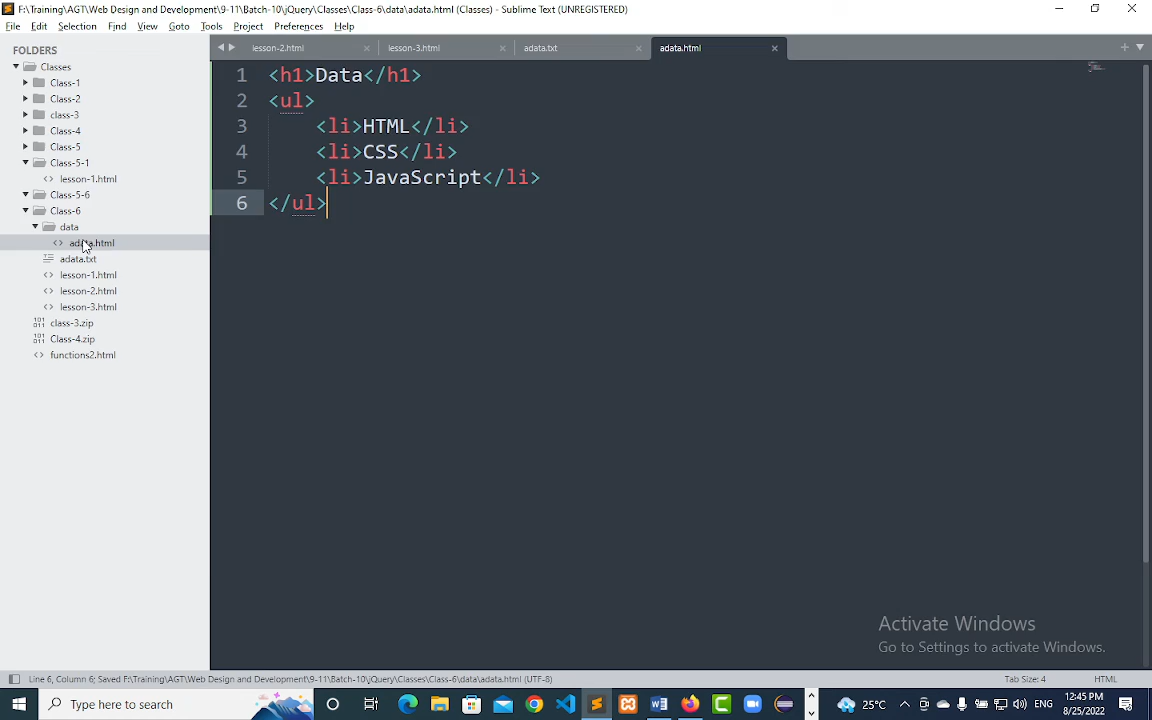 F:\Training\AGT\Web Design and Development\9-11\Batch-10\jQuery\Classes\Class-6\data\adata.html (Classes) - Sublime Text (UNREGISTERED)
File Edit Selection Find View Goto Tools Project Preferences Help
FOLDERS
Classes
Class-1
Class-2
class-3
Class-4
Class-5
Class-5-1
lesson-1.html
Class-5-6
Class-6
data
adata.html
adata.txt
lesson-1.html
lesson-2.html
lesson-3.html
class-3.zip
Class-4.zip
functions2.html
lesson-2.html lesson-3.html adata.txt adata.html
1 <h1>Data</h1>
2 <ul>
3 <li>HTML</li>
4 <li>CSS</li>
5 <li>JavaScript</li>
6 </ul>
Activate Windows
Go to Settings to activate Windows.
Line 6, Column 6; Saved F:\Training\AGT\Web Design and Development\9-11\Batch-10\jQuery\Classes\Class-6\data\adata.html (UTF-8) Tab Size: 4 HTML
Type here to search 25°C ENG 12:45 PM
8/25/2022